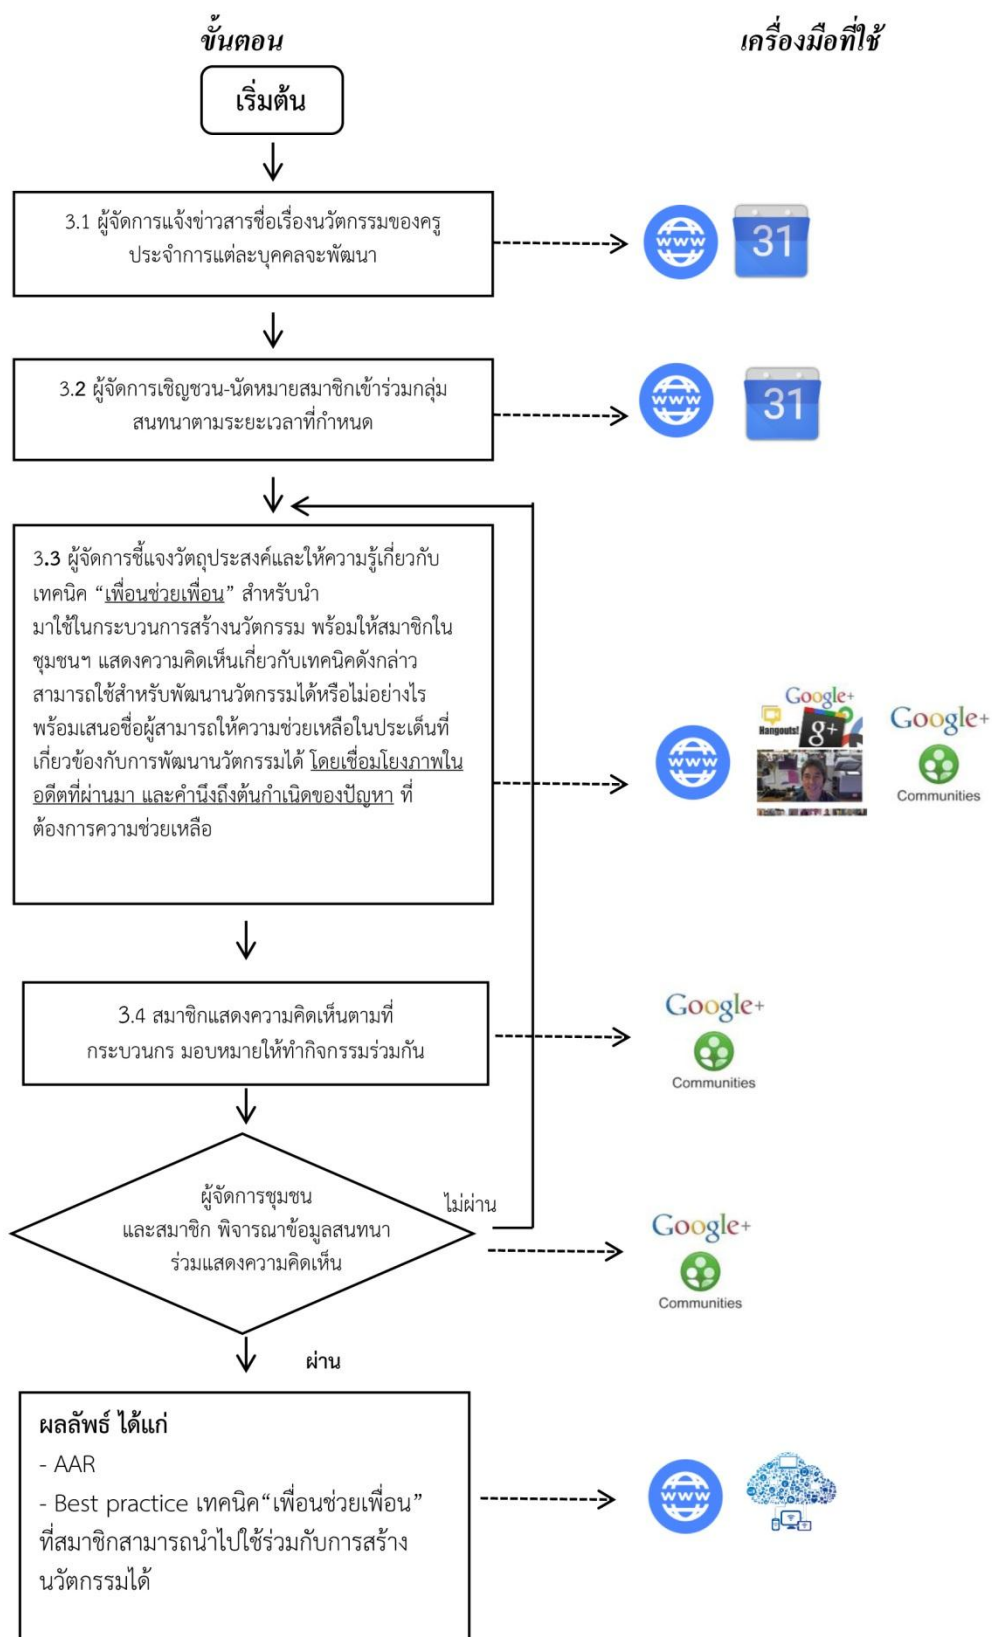 ขั้นตอน
เครื่องมือที่ใช้
เริ่มต้น
3.1 ผู้จัดการแจ้งข่าวสารชื่อเรื่องนวัตกรรมของครู
ประจำการแต่ละบุคคลจะพัฒนา
WWW
31
3.2 ผู้จัดการเชิญชวน-นัดหมายสมาชิกเข้าร่วมกลุ่ม
สนทนาตามระยะเวลาที่กำหนด
WWW
31
3.3 ผู้จัดการชี้แจงวัตถุประสงค์และให้ความรู้เกี่ยวกับ
เทคนิค “เพื่อนช่วยเพื่อน” สำหรับนำ
มาใช้ในกระบวนการสร้างนวัตกรรม พร้อมให้สมาชิกใน
ชุมชนฯ แสดงความคิดเห็นเกี่ยวกับเทคนิคดังกล่าว
สามารถใช้สำหรับพัฒนานวัตกรรมได้หรือไม่อย่างไร
พร้อมเสนอชื่อผู้สามารถให้ความช่วยเหลือในประเด็นที่
เกี่ยวข้องกับการพัฒนานวัตกรรมได้ โดยเชื่อมโยงภาพใน
อดีตที่ผ่านมา และคำนึงถึงต้นกำเนิดของปัญหา ที่
ต้องการความช่วยเหลือ
WWW
Google+
Hangouts!
g+
Google+
Communities
3.4 สมาชิกแสดงความคิดเห็นตามที่
กระบวนกร มอบหมายให้ทำกิจกรรมร่วมกัน
Google+
Communities
ผู้จัดการชุมชน
และสมาชิก พิจารณาข้อมูลสนทนา
ร่วมแสดงความคิดเห็น
ไม่ผ่าน
Google+
Communities
ผ่าน
ผลลัพธ์ ได้แก่
- AAR
- Best practice เทคนิค“เพื่อนช่วยเพื่อน”
ที่สมาชิกสามารถนำไปใช้ร่วมกับการสร้าง
นวัตกรรมได้
WWW